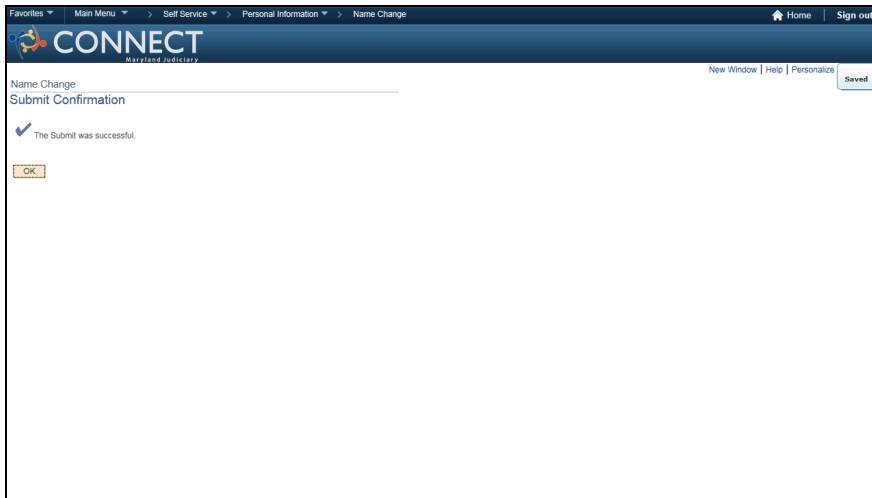 Favorites Main Menu > Self Service > Personal Information > Name Change Home | Sign out
CONNECT
Maryland Judiciary
New Window | Help | Personalize
Saved
Name Change
Submit Confirmation
The Submit was successful.
OK